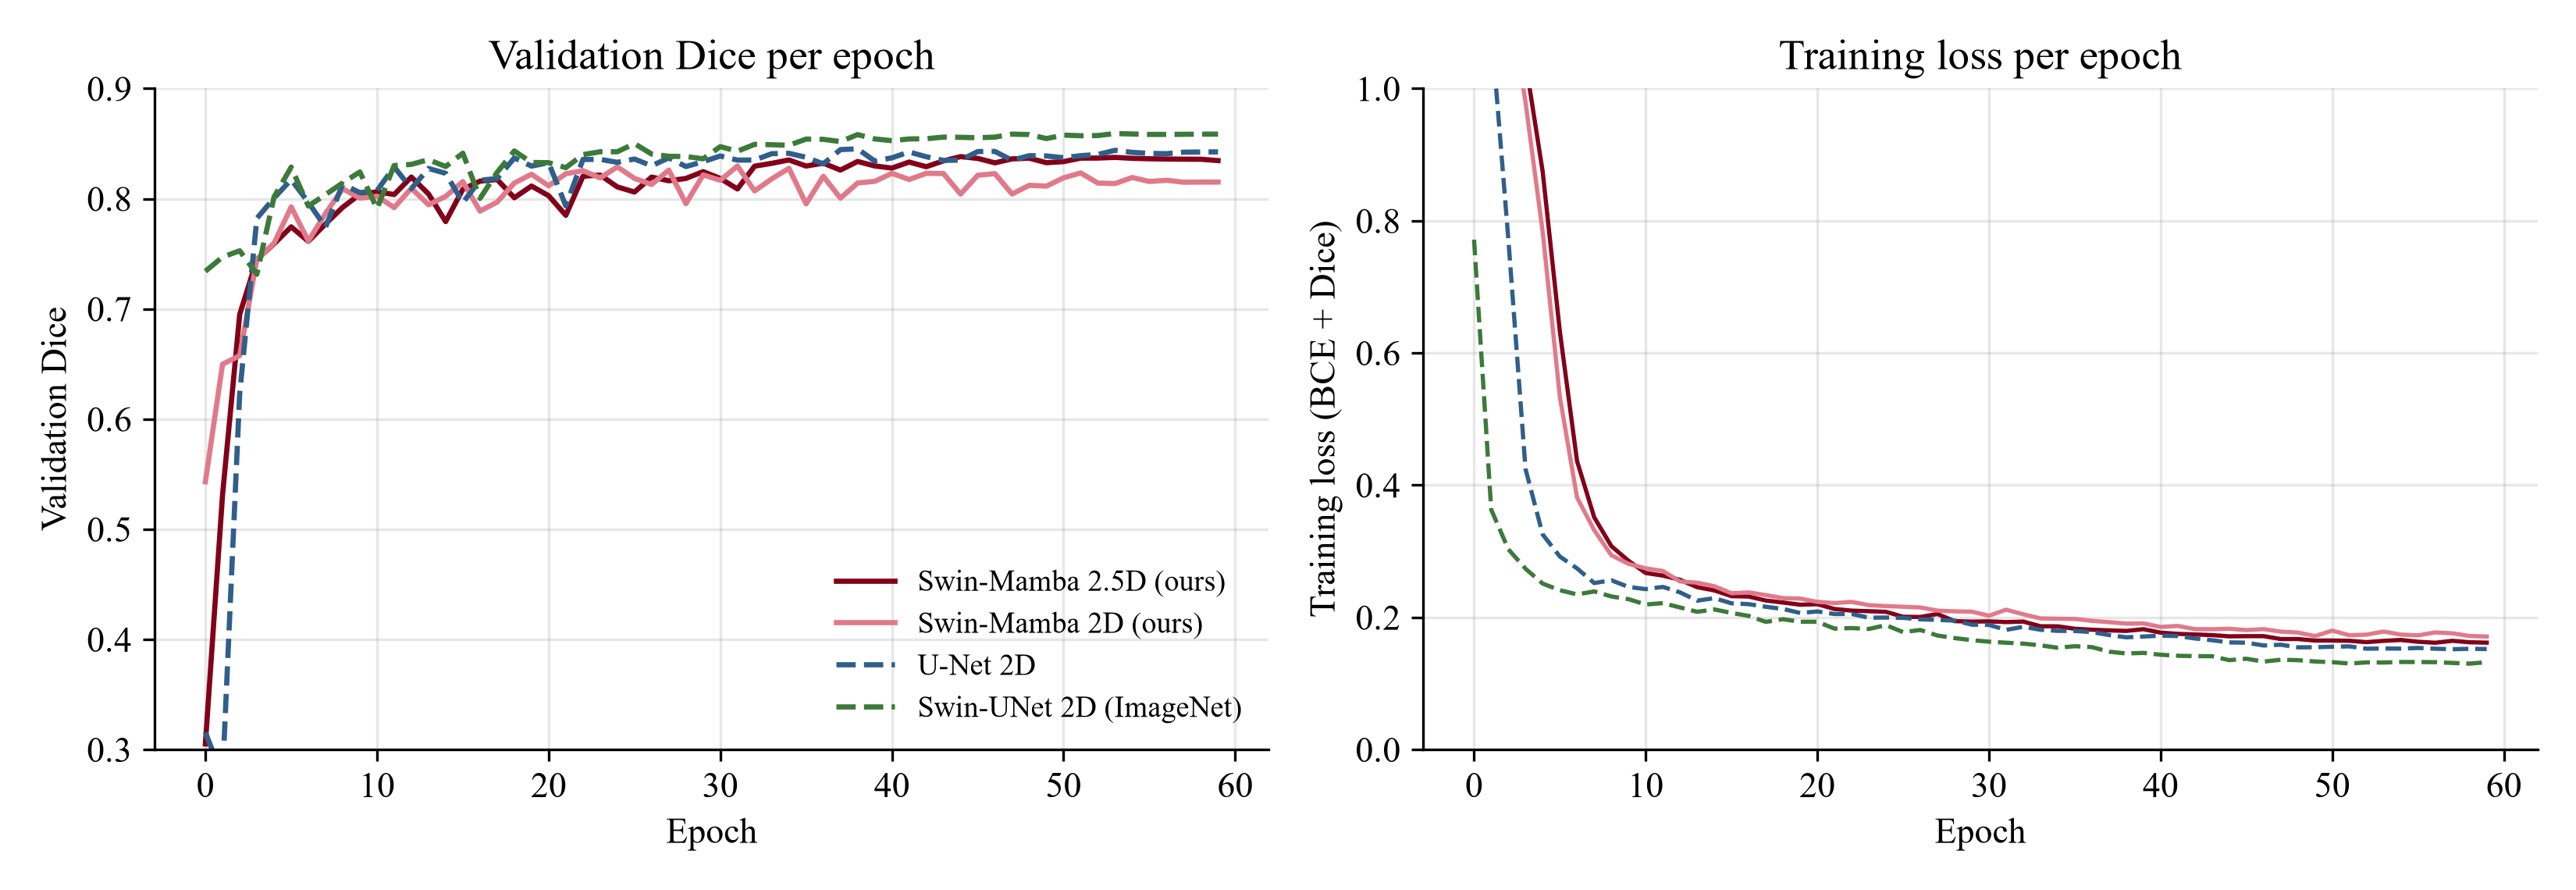 Validation Dice per epoch
0.9
0.8
0.7
0.6
0.5
0.4
0.3
Validation Dice
0 10 20 30 40 50 60
Epoch
Swin-Mamba 2.5D (ours)
Swin-Mamba 2D (ours)
U-Net 2D
Swin-UNet 2D (ImageNet)
Training loss per epoch
1.0
0.8
0.6
0.4
0.2
0.0
Training loss (BCE + Dice)
0 10 20 30 40 50 60
Epoch